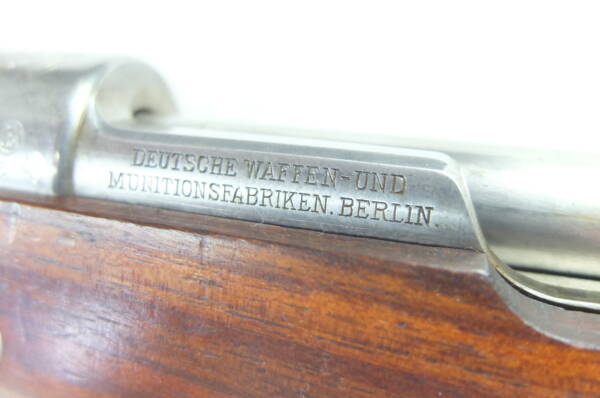 DEUTSCHE WAFFEN-UND
MUNITIONSFABRIKEN. BERLIN.